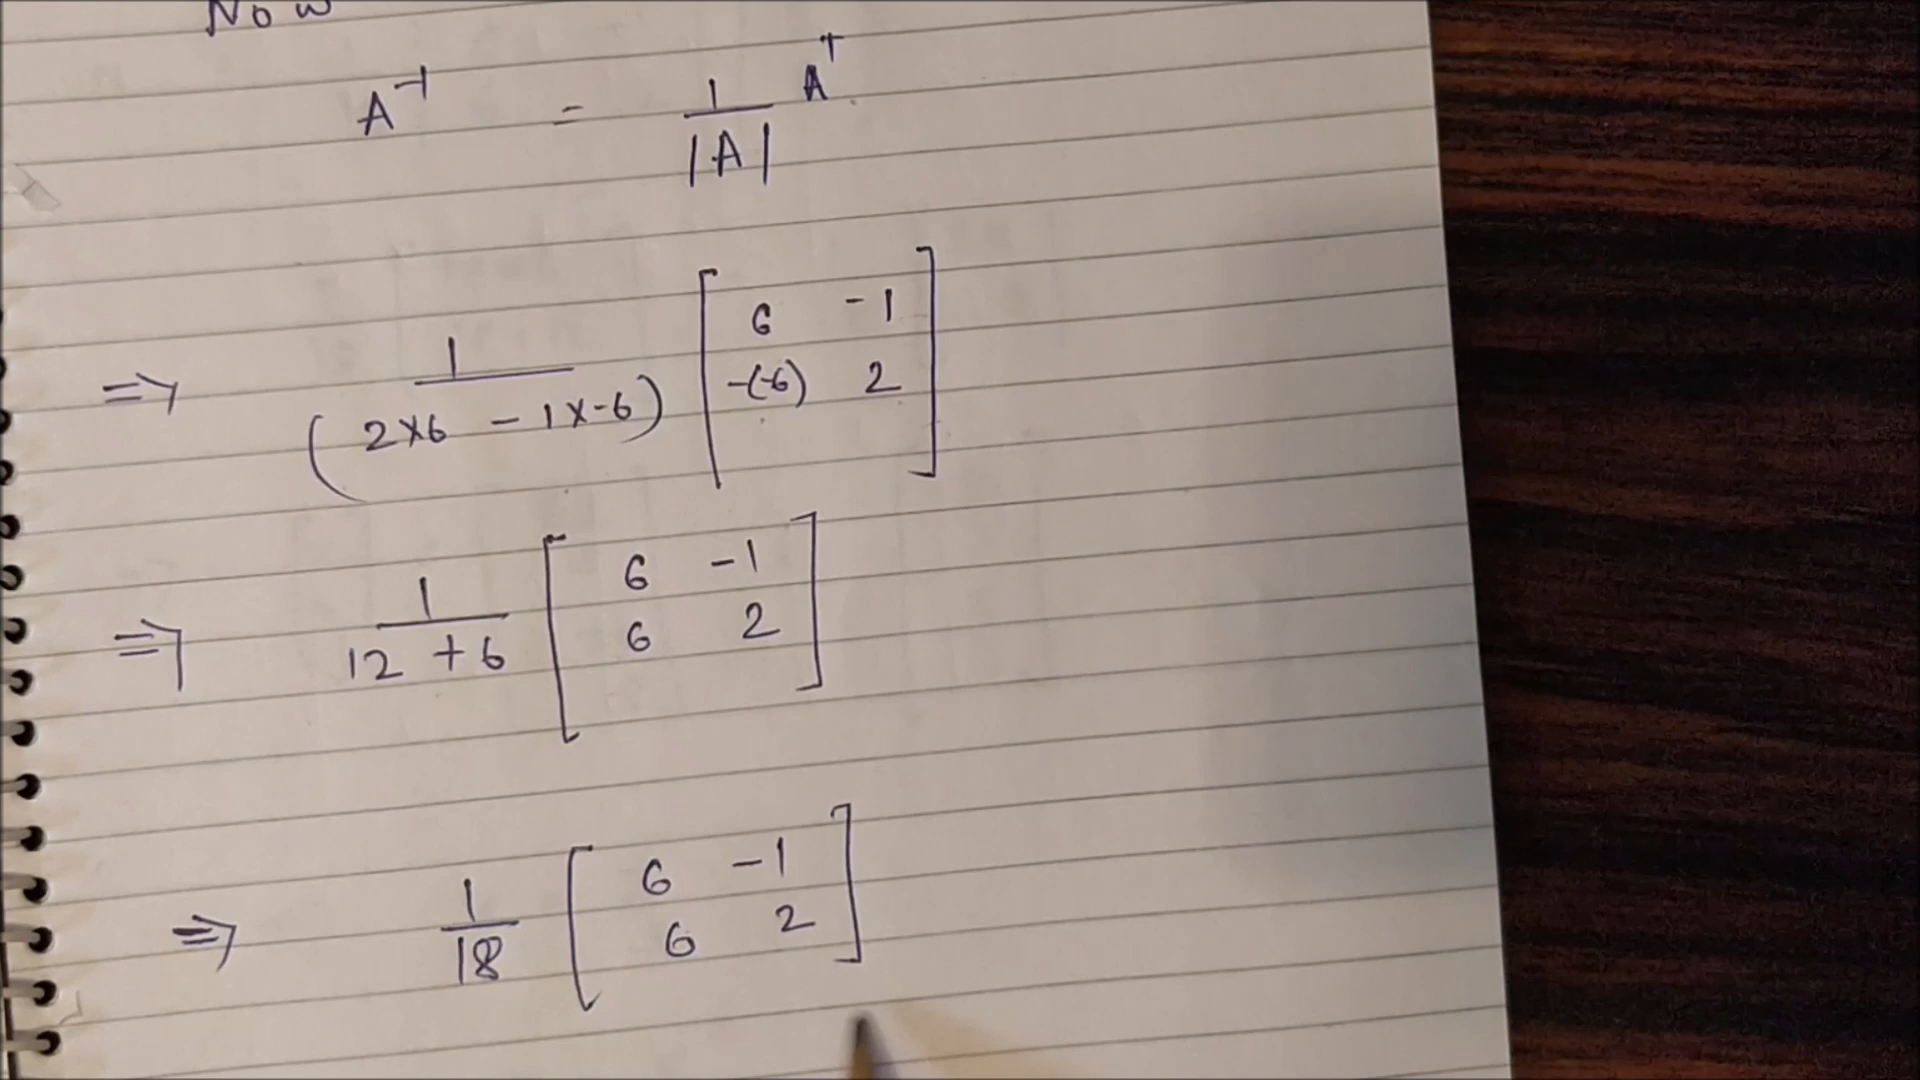 Now
A⁻¹ = 1/|A| A^T
=> 1/(2×6 - 1×-6) [6 -1
-(-6) 2]
=> 1/12+6 [6 -1
6 2]
=> 1/18 [6 -1
6 2]